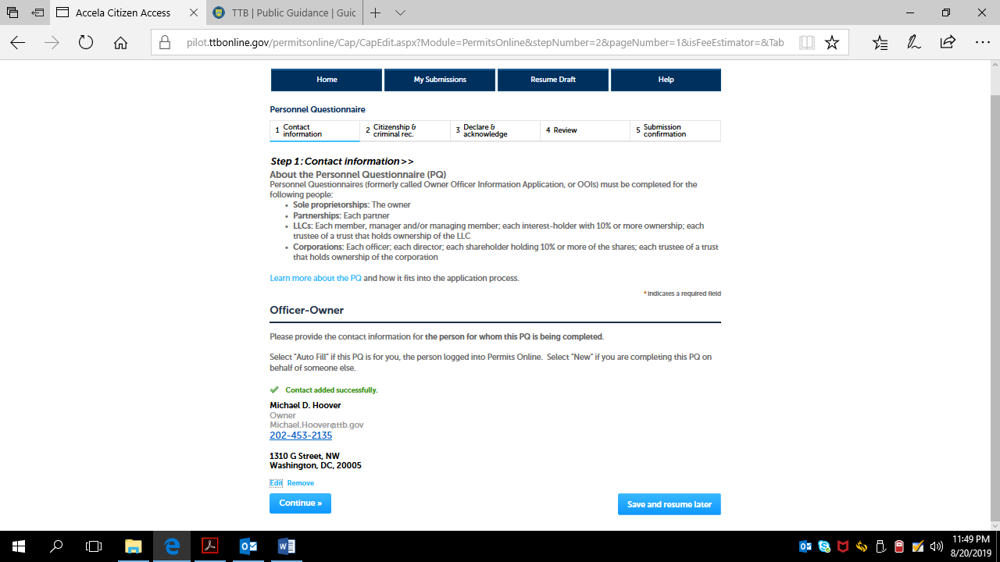 Accela Citizen Access
TTB | Public Guidance | Guic
pilot.ttbonline.gov/permitsonline/Cap/CapEdit.aspx?Module=PermitsOnline&stepNumber=2&pageNumber=1&isFeeEstimator=&Tab
Home
My Submissions
Resume Draft
Help
Personnel Questionnaire
1 Contact
information
2 Citizenship &
criminal rec.
3 Declare &
acknowledge
4 Review
5 Submission
confirmation
Step 1: Contact information>>
About the Personnel Questionnaire (PQ)
Personnel Questionnaires (formerly called Owner Officer Information Application, or OOIs) must be completed for the
following people:
• Sole proprietorships: The owner
• Partnerships: Each partner
• LLCs: Each member, manager and/or managing member; each interest-holder with 10% or more ownership; each
trustee of a trust that holds ownership of the LLC
• Corporations: Each officer; each director; each shareholder holding 10% or more of the shares; each trustee of a trust
that holds ownership of the corporation
Learn more about the PQ and how it fits into the application process.
* indicates a required field
Officer-Owner
Please provide the contact information for the person for whom this PQ is being completed.
Select "Auto Fill" if this PQ is for you, the person logged into Permits Online. Select "New" if you are completing this PQ on
behalf of someone else.
Contact added successfully.
Michael D. Hoover
Owner
Michael.Hoover@ttb.gov
202-453-2135
1310 G Street, NW
Washington, DC, 20005
Edit Remove
Continue »
Save and resume later
11:49 PM
8/20/2019